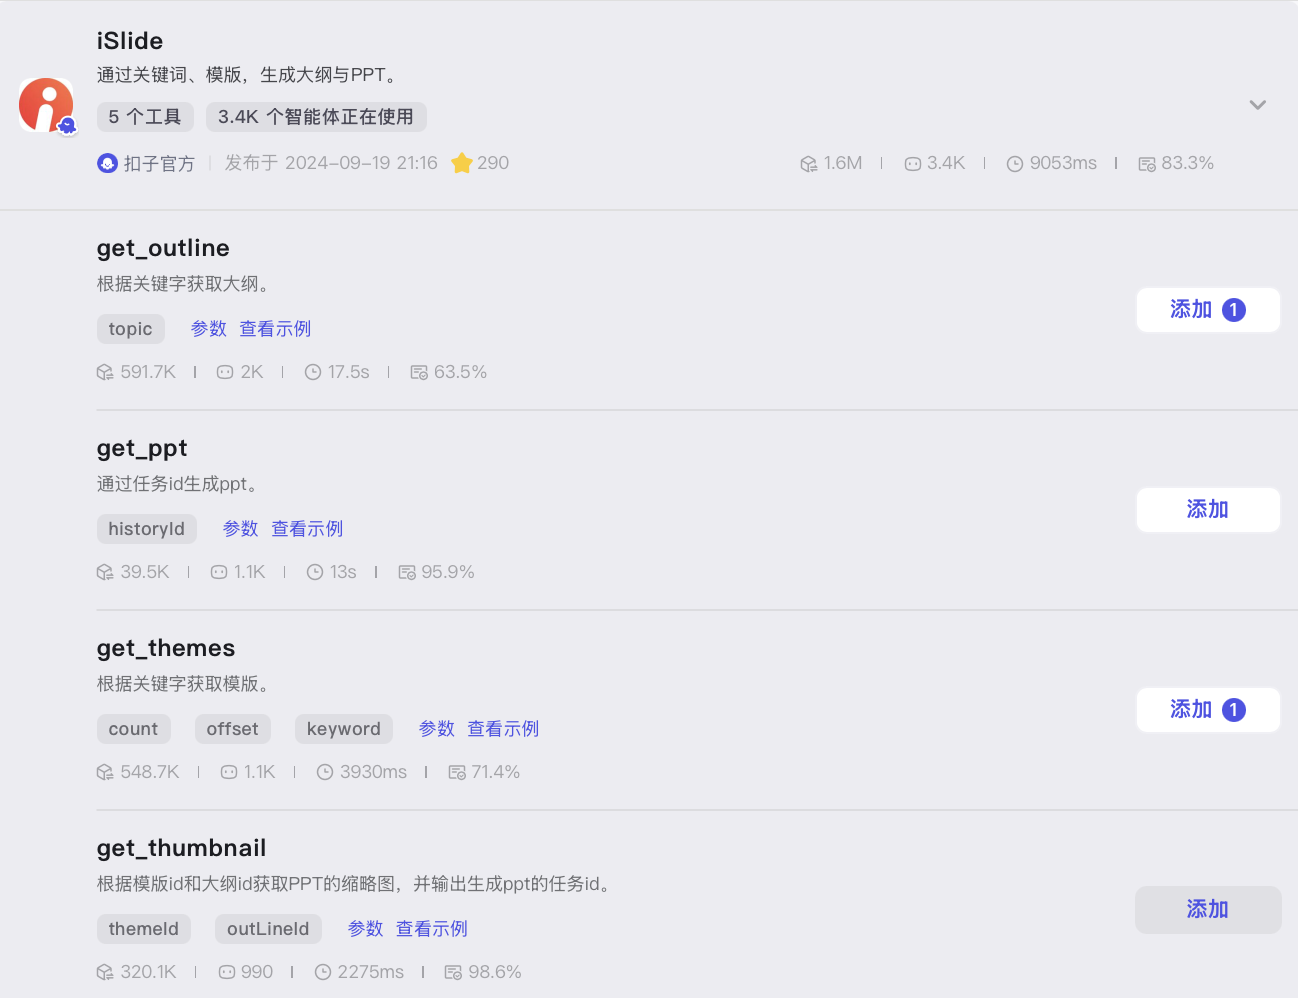 iSlide
通过关键词、模版，生成大纲与PPT。
5 个工具 3.4K 个智能体正在使用
扣子官方 发布于 2024-09-19 21:16 290 1.6M 3.4K 9053ms 83.3%
get_outline
根据关键字获取大纲。
添加 1
topic 参数 查看示例
591.7K 2K 17.5s 63.5%
get_ppt
通过任务id生成ppt。
添加
historyId 参数 查看示例
39.5K 1.1K 13s 95.9%
get_themes
根据关键字获取模版。
添加 1
count offset keyword 参数 查看示例
548.7K 1.1K 3930ms 71.4%
get_thumbnail
根据模版id和大纲id获取PPT的缩略图，并输出生成ppt的任务id。
添加
themeId outLineId 参数 查看示例
320.1K 990 2275ms 98.6%